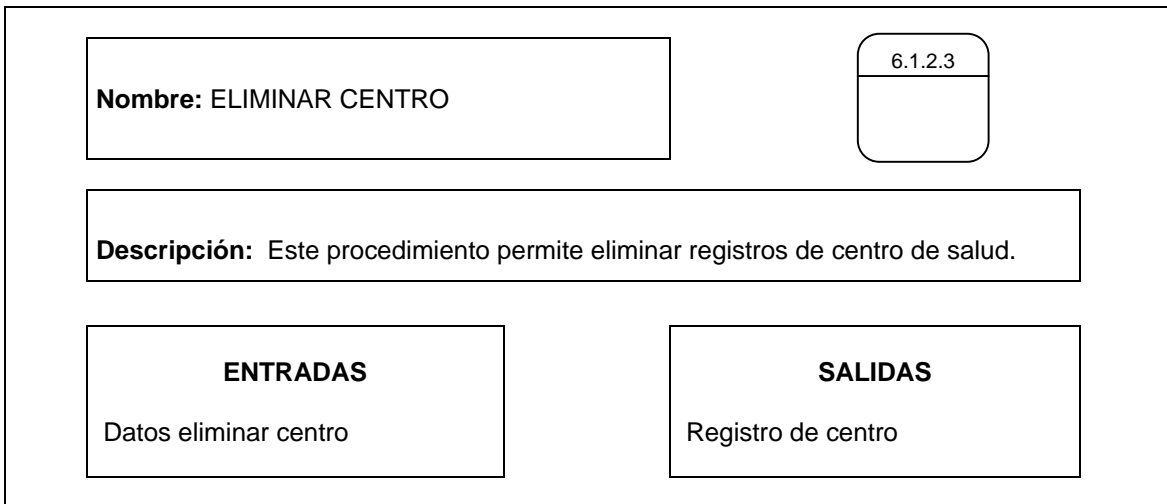 6.1.2.3
Nombre: ELIMINAR CENTRO
Descripción: Este procedimiento permite eliminar registros de centro de salud.
ENTRADAS
Datos eliminar centro
SALIDAS
Registro de centro